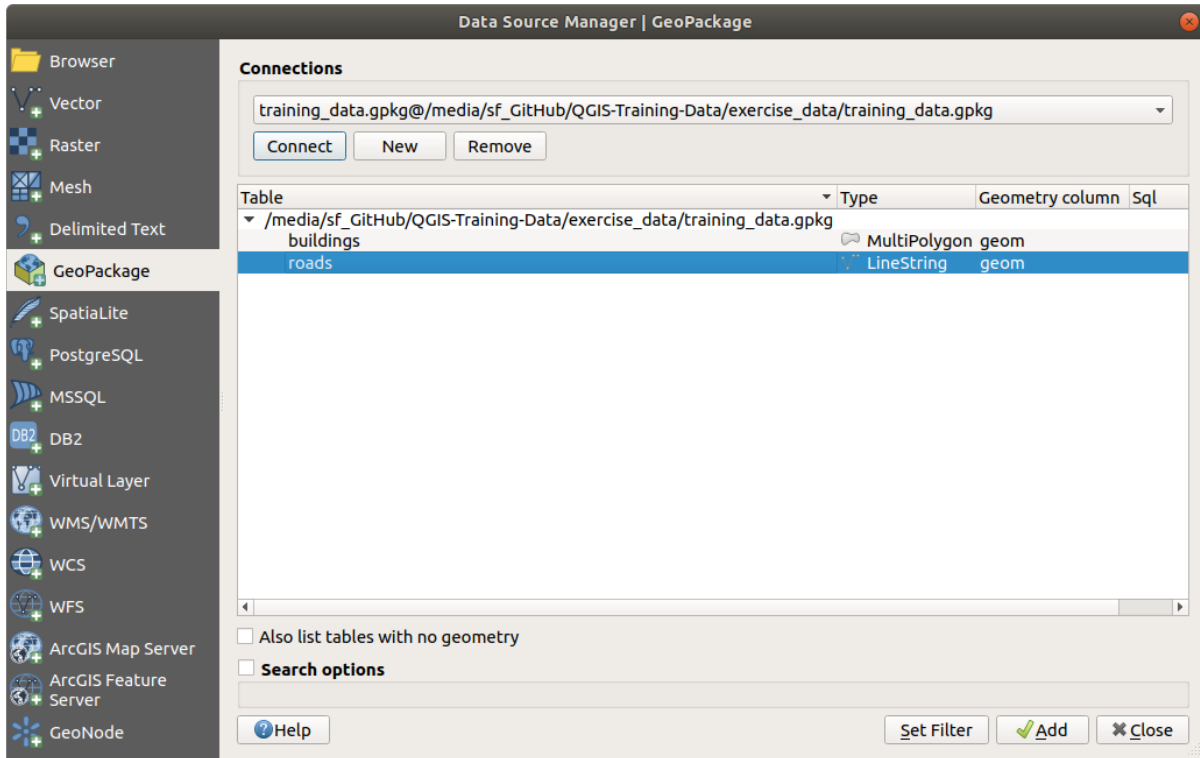 Data Source Manager | GeoPackage
Browser
Vector
Raster
Mesh
Delimited Text
GeoPackage
SpatiaLite
PostgreSQL
MSSQL
DB2
DB2
Virtual Layer
WMS/WMTS
WCS
WFS
ArcGIS Map Server
ArcGIS Feature
Server
GeoNode
Connections
training_data.gpkg@/media/sf_GitHub/QGIS-Training-Data/exercise_data/training_data.gpkg
Connect New Remove
Table Type Geometry column Sql
/media/sf_GitHub/QGIS-Training-Data/exercise_data/training_data.gpkg
buildings MultiPolygon geom
roads LineString geom
Also list tables with no geometry
Search options
Help Set Filter Add Close